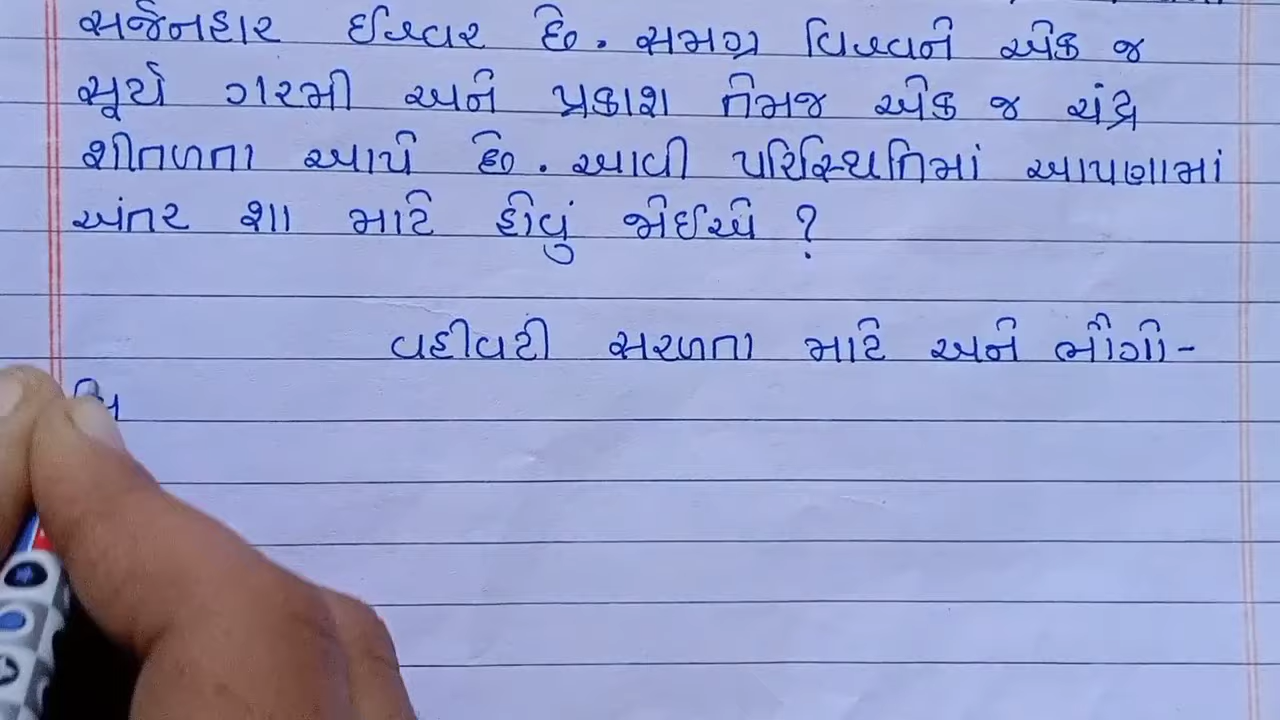 સર્જનહાર ઈશ્વર છે. સમગ્ર વિશ્વને એક જ
સૂર્ય ગરમી અને પ્રકાશ તેમજ એક જ ચંદ્ર
શીતળતા આપે છે. આવી પરિસ્થિતિમાં આપણામાં
અંતર શા માટે હોવું જોઈએ ?
વહીવટી સરળતા માટે અને ભૌગો-